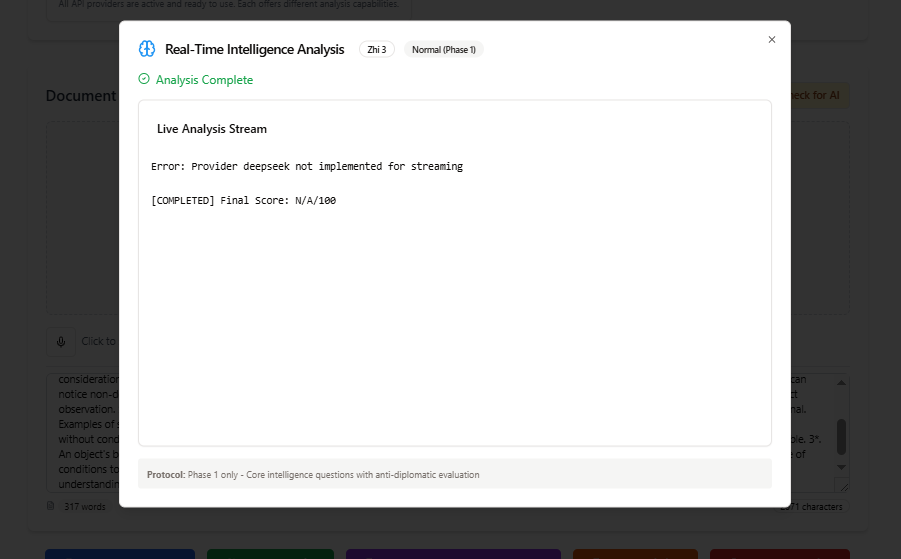 All API providers are active and ready to use. Each offers different analysis capabilities.
Real-Time Intelligence Analysis
Zhi 3
Normal (Phase 1)
×
Analysis Complete
Document
heck for AI
Live Analysis Stream
Error: Provider deepseek not implemented for streaming
[COMPLETED] Final Score: N/A/100
Click to
consideration
can
notice non-d
ct
observation.
nal.
Examples of s
without cond
ple. 3*.
An object's b
e of
conditions to
understandin
Protocol: Phase 1 only - Core intelligence questions with anti-diplomatic evaluation
317 words
characters